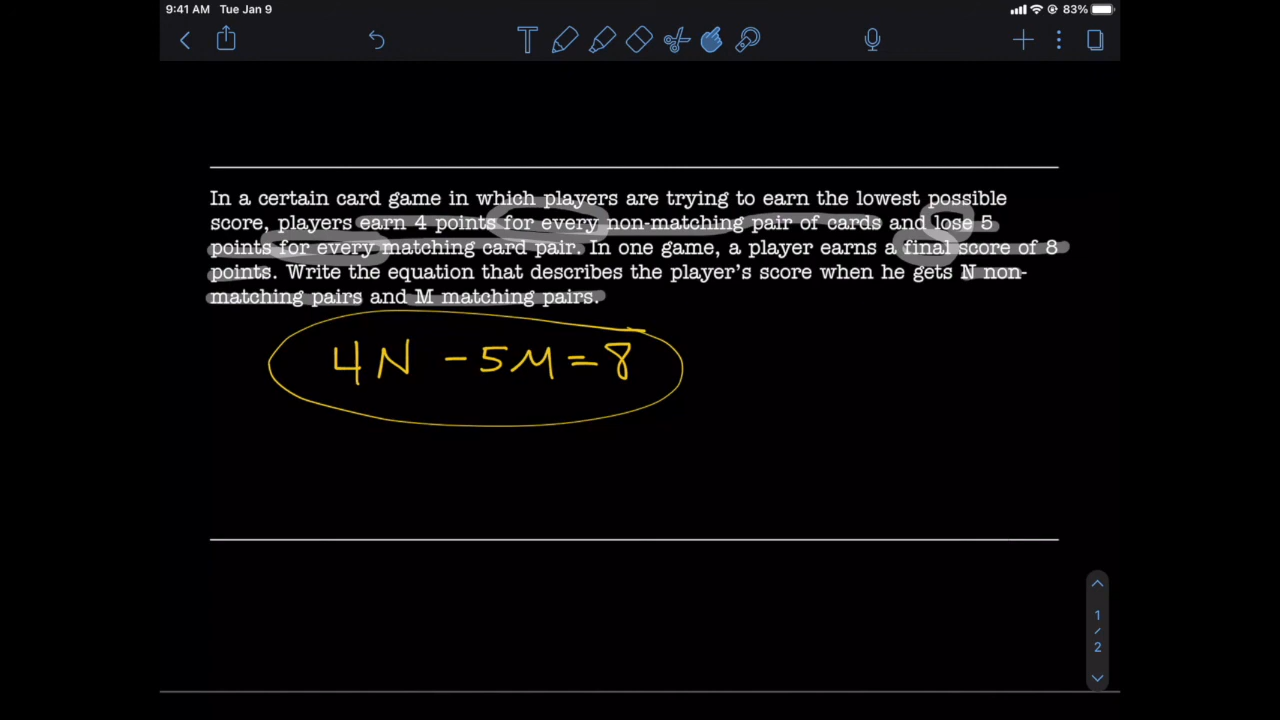 9:41 AM Tue Jan 9 83%
T
In a certain card game in which players are trying to earn the lowest possible
score, players earn 4 points for every non-matching pair of cards and lose 5
points for every matching card pair. In one game, a player earns a final score of 8
points. Write the equation that describes the player's score when he gets N non-
matching pairs and M matching pairs.
4N - 5M = 8
1
/
2